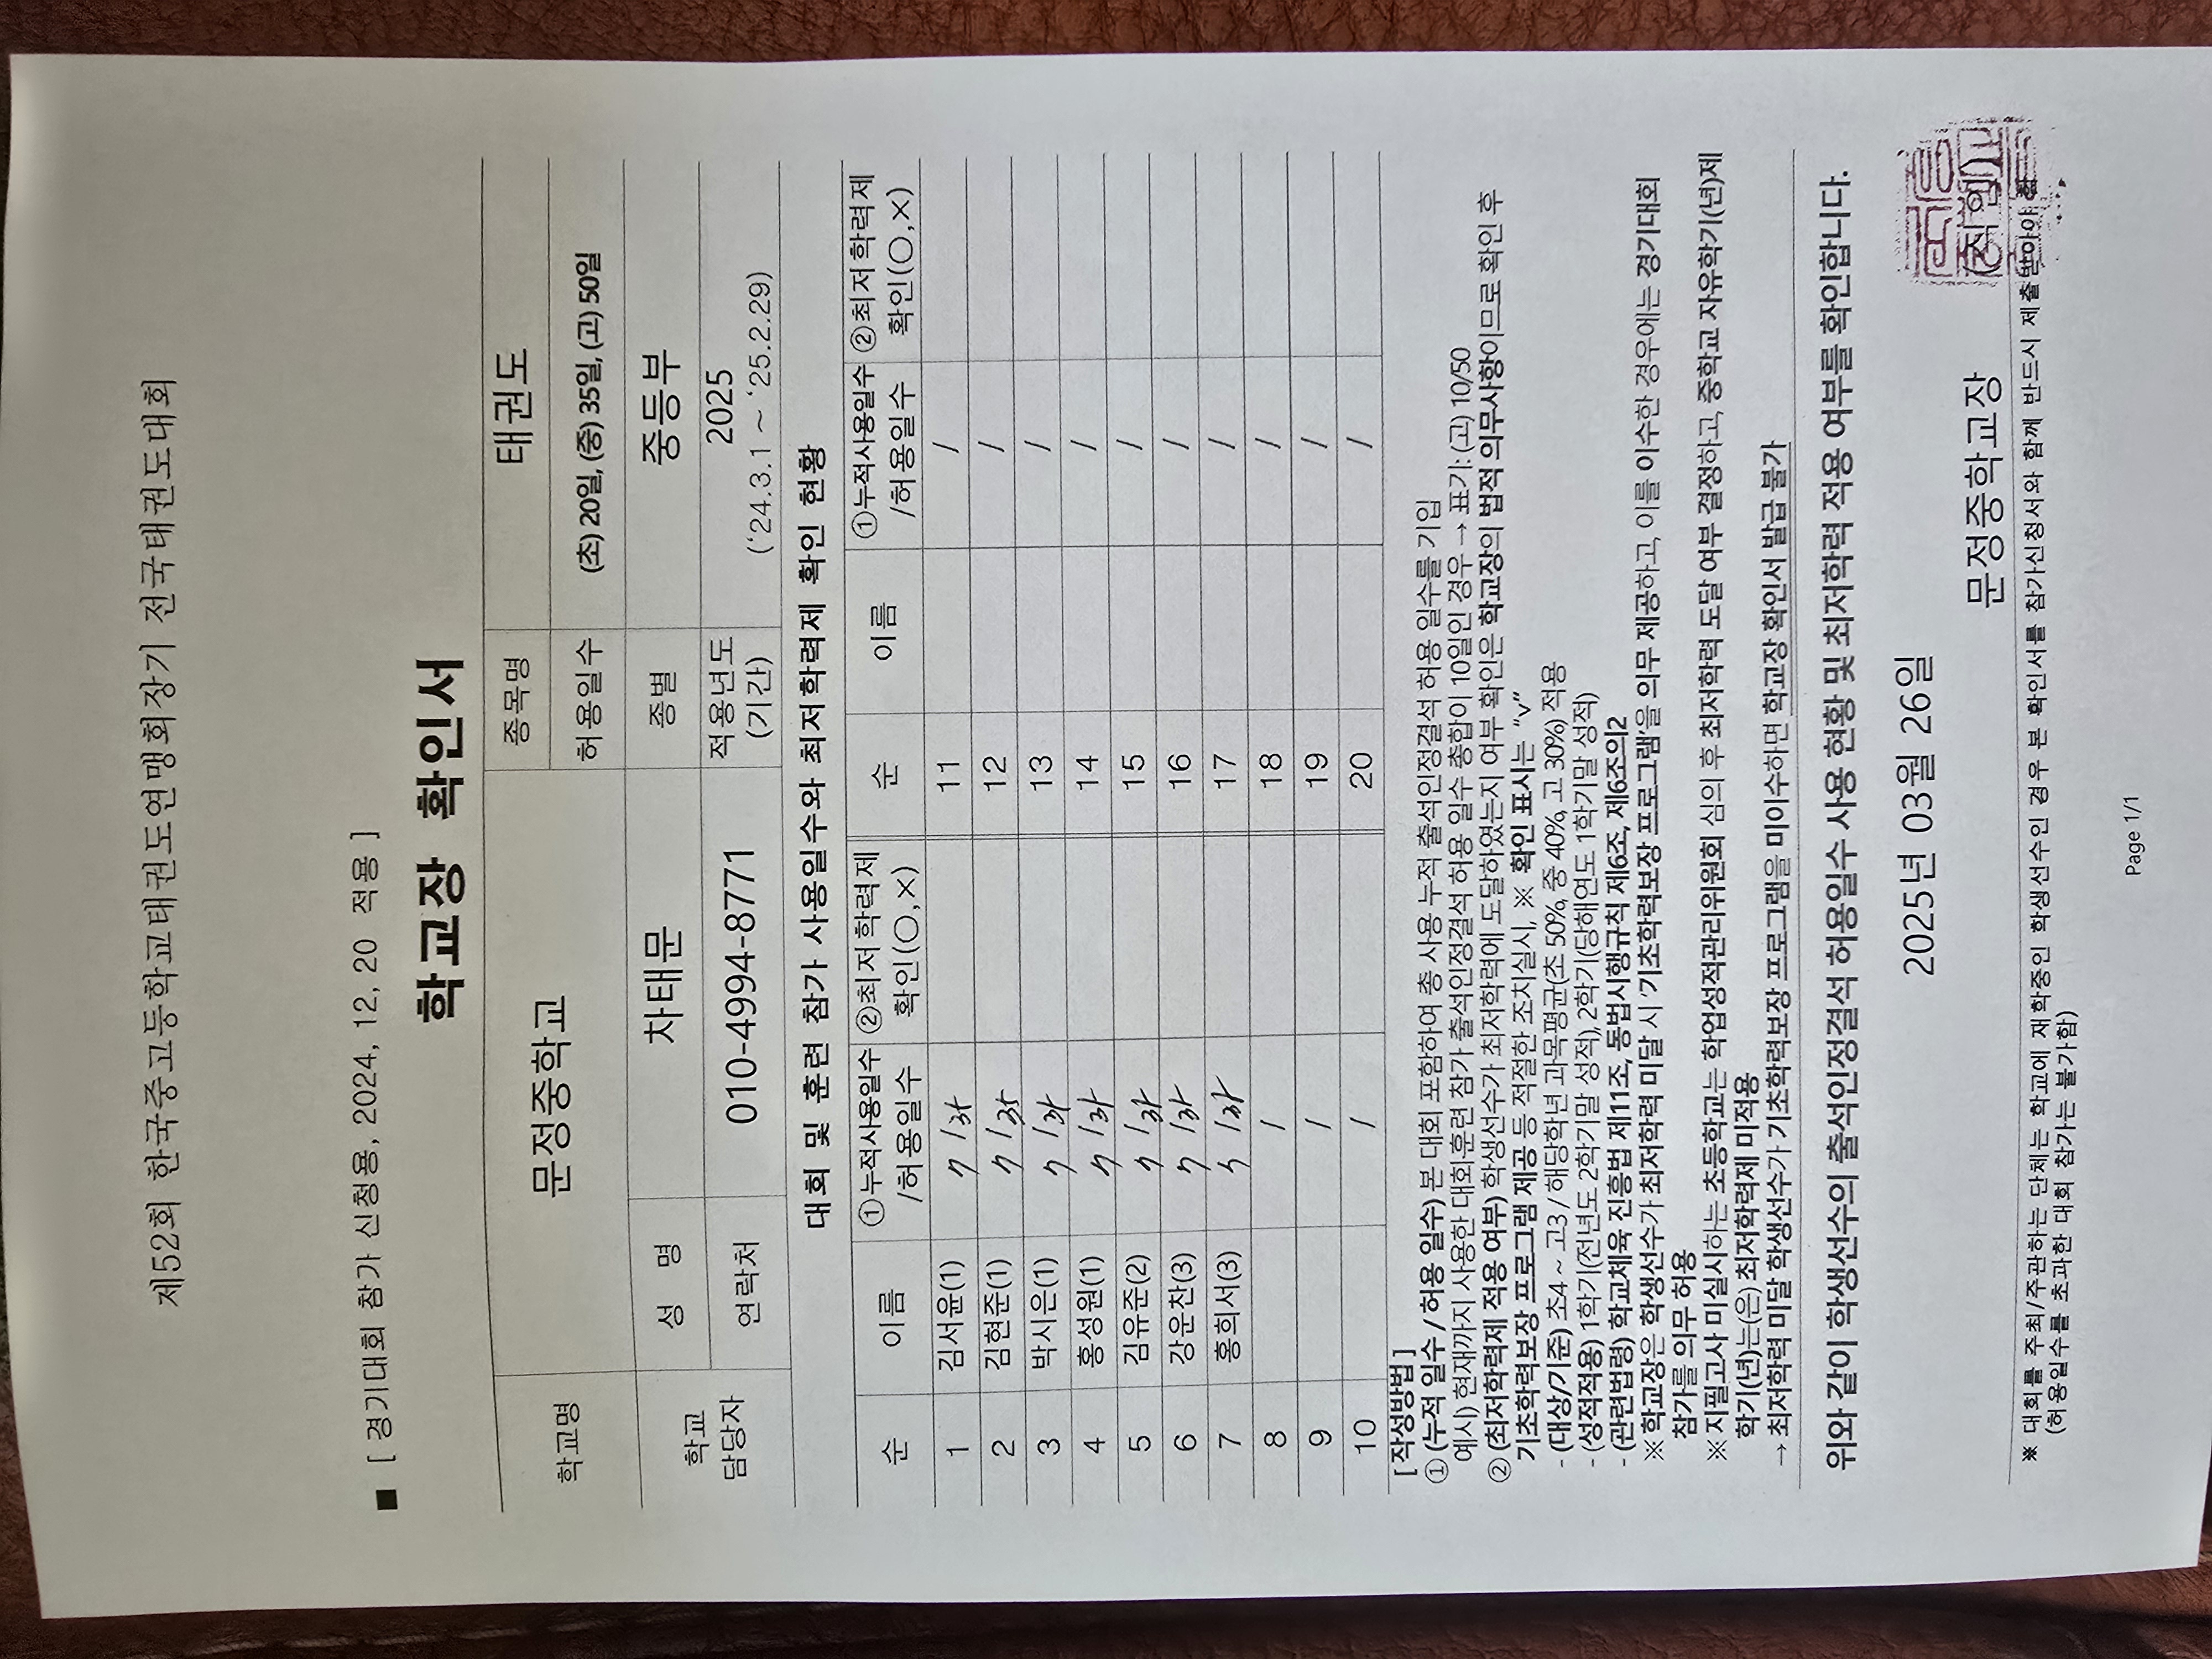 제52회 한국중고등학교태권도연맹회장기 전국태권도대회
■ [ 경기대회 참가 신청용, 2024, 12, 20 적용 ]
학교장 확인서
학교명 문정중학교 종목명 태권도
허용일수 (초) 20일, (중) 35일, (고) 50일
학교 담당자 성 명 차태문 종별 중등부
연락처 010-4994-8771 적용년도 (기간) 2025 ('24.3.1 ~ '25.2.29)
대회 및 훈련 참가 사용일수와 최저학력제 확인 현황
순 이름 ①누적사용일수 /허용일수 ②최저학력제 확인(○,×) 순 이름 ①누적사용일수 /허용일수 ②최저학력제 확인(○,×)
1 김서윤(1) / 11 /
2 김현준(1) / 12 /
3 박시은(1) / 13 /
4 홍성원(1) / 14 /
5 김유준(2) / 15 /
6 강운찬(3) / 16 /
7 홍희서(3) / 17 /
8 / 18 /
9 / 19 /
10 / 20 /
[작성방법]
① (누적 일수 / 허용 일수) 본 대회 포함하여 총 사용 누적 출석인정결석 허용 일수를 기입
예시) 현재까지 사용한 대회훈련 참가 출석인정결석 허용 일수 총합이 10일인 경우 → 표기: (고) 10/50
② (최저학력제 적용 여부) 학생선수가 최저학력에 도달하였는지 여부 확인은 학교장의 법적 의무사항이므로 확인 후
기초학력보장 프로그램 제공 등 적절한 조치실시, ※ 확인 표시는 "v"
- (대상/기준) 초4 ~ 고3 / 해당학년 과목평균(초 50%, 중 40%, 고 30%) 적용
- (성적적용) 1학기(전년도 2학기말 성적), 2학기(당해연도 1학기말 성적)
- (관련법령) 학교체육 진흥법 제11조, 동법시행규칙 제6조, 제6조의2
※ 학교장은 학생선수가 최저학력 미달 시 '기초학력보장 프로그램'을 의무 제공하고, 이를 이수한 경우에는 경기대회
참가를 의무 허용
※ 지필고사 미실시하는 초등학교는 학업성적관리위원회 심의 후 최저학력 도달 여부 결정하고, 중학교 자유학기(년)제
학기(년)는(은) 최저학력제 미적용
→ 최저학력 미달 학생선수가 기초학력보장 프로그램을 미이수하면 학교장 확인서 발급 불가
위와 같이 학생선수의 출석인정결석 허용일수 사용 현황 및 최저학력 적용 여부를 확인합니다.
2025년 03월 26일
문정중학교장 (직인)
※ 대회를 주최/주관하는 단체는 학교에 재학중인 학생선수인 경우 본 확인서를 참가신청서와 함께 반드시 제출받아야 함
(허용일수를 초과한 대회 참가는 불가함)
Page 1/1